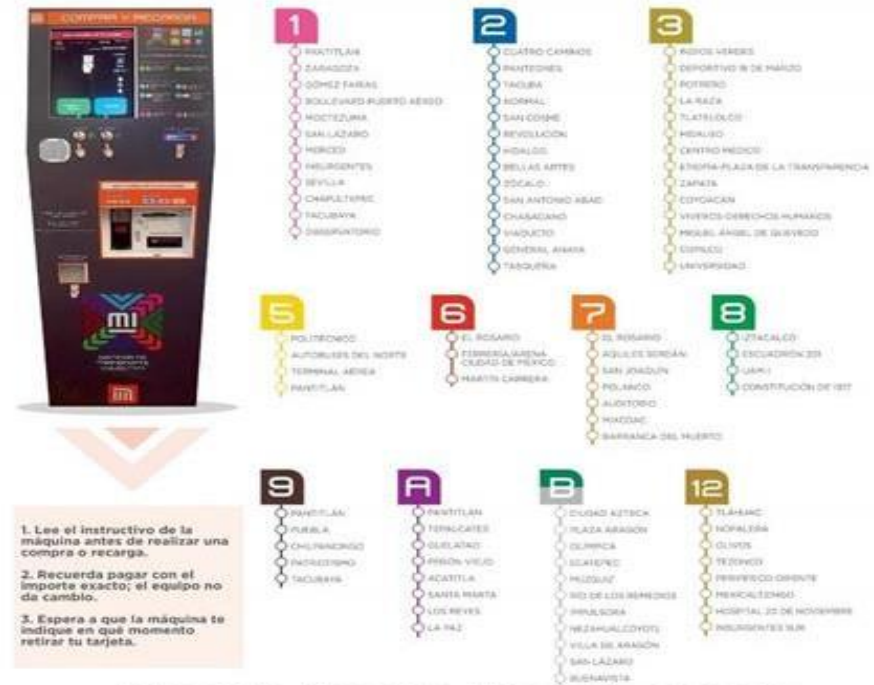 COMPRA Y RECARGA
MI
1
PANTITLÁN
ZARAGOZA
GÓMEZ FARÍAS
BOULEVARD PUERTO AÉREO
MOCTEZUMA
SAN LÁZARO
MERCED
INSURGENTES
SEVILLA
CHAPULTEPEC
TACUBAYA
OBSERVATORIO
2
CUATRO CAMINOS
PANTEONES
TACUBA
NORMAL
SAN COSME
REVOLUCIÓN
HIDALGO
BELLAS ARTES
ZÓCALO
SAN ANTONIO ABAD
CHABACANO
VIADUCTO
GENERAL ANAYA
TASQUEÑA
3
INDIOS VERDES
DEPORTIVO 18 DE MARZO
POTRERO
LA RAZA
TLATELOLCO
HIDALGO
CENTRO MÉDICO
ETIOPÍA-PLAZA DE LA TRANSPARENCIA
ZAPATA
COYOACÁN
VIVEROS-DERECHOS HUMANOS
MIGUEL ÁNGEL DE QUEVEDO
COPILCO
UNIVERSIDAD
5
POLITÉCNICO
AUTOBUSES DEL NORTE
TERMINAL AÉREA
PANTITLÁN
6
EL ROSARIO
FERRERÍA/ARENA
CIUDAD DE MÉXICO
MARTÍN CARRERA
7
EL ROSARIO
AQUILES SERDÁN
SAN JOAQUÍN
POLANCO
AUDITORIO
MIXCOAC
BARRANCA DEL MUERTO
8
IZTACALCO
ESCUADRÓN 201
UAM-I
CONSTITUCIÓN DE 1917
9
PANTITLÁN
PUEBLA
CHILPANCINGO
PATRIOTISMO
TACUBAYA
A
PANTITLÁN
TEPALCATES
GUELATAO
PEÑÓN VIEJO
ACATITLA
SANTA MARTA
LOS REYES
LA PAZ
B
CIUDAD AZTECA
PLAZA ARAGÓN
OLÍMPICA
ECATEPEC
MÚZQUIZ
RÍO DE LOS REMEDIOS
IMPULSORA
NEZAHUALCÓYOTL
VILLA DE ARAGÓN
SAN LÁZARO
BUENAVISTA
12
TLÁHUAC
NOPALERA
OLIVOS
TEZONCO
PERIFÉRICO ORIENTE
MEXICALTZINGO
HOSPITAL 20 DE NOVIEMBRE
INSURGENTES SUR
1. Lee el instructivo de la
máquina antes de realizar una
compra o recarga.
2. Recuerda pagar con el
importe exacto; el equipo no
da cambio.
3. Espera a que la máquina te
indique en qué momento
retirar tu tarjeta.